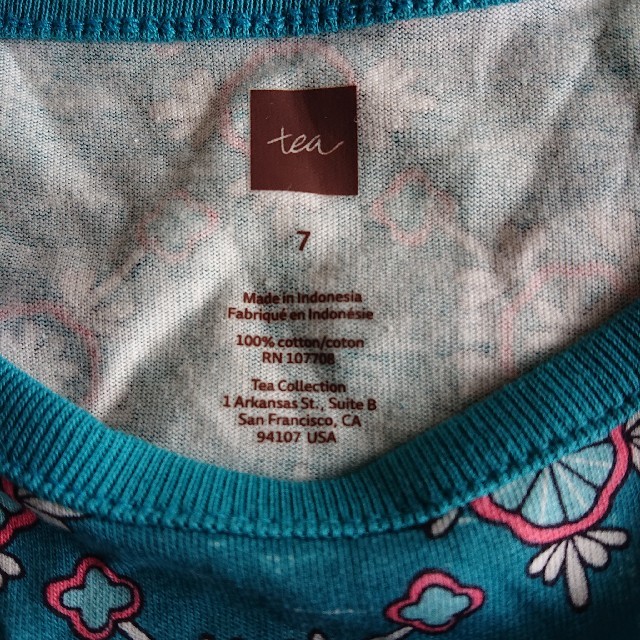 tea
7
Made in Indonesia
Fabriqué en Indonésie
100% cotton/coton
RN 107708
Tea Collection
1 Arkansas St., Suite B
San Francisco, CA
94107 USA